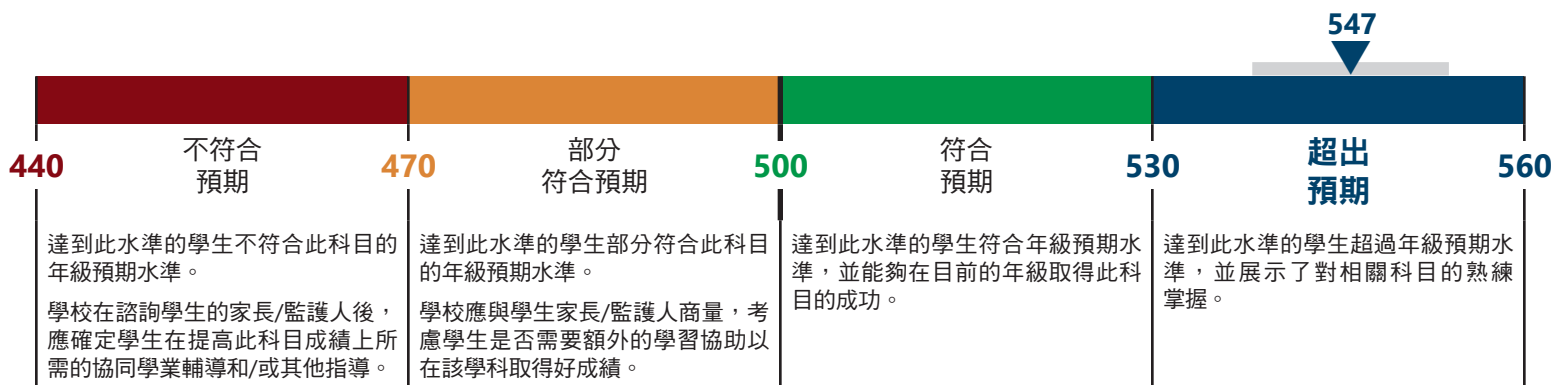 547
440
不符合
預期
470
部分
符合預期
500
符合
預期
530
超出
預期
560
達到此水準的學生不符合此科目的
年級預期水準。
學校在諮詢學生的家長/監護人後，
應確定學生在提高此科目成績上所
需的協同學業輔導和/或其他指導。
達到此水準的學生部分符合此科目
的年級預期水準。
學校應與學生家長/監護人商量，考
慮學生是否需要額外的學習協助以
在該學科取得好成績。
達到此水準的學生符合年級預期水
準，並能夠在目前的年級取得此科
目的成功。
達到此水準的學生超過年級預期水
準，並展示了對相關科目的熟練
掌握。